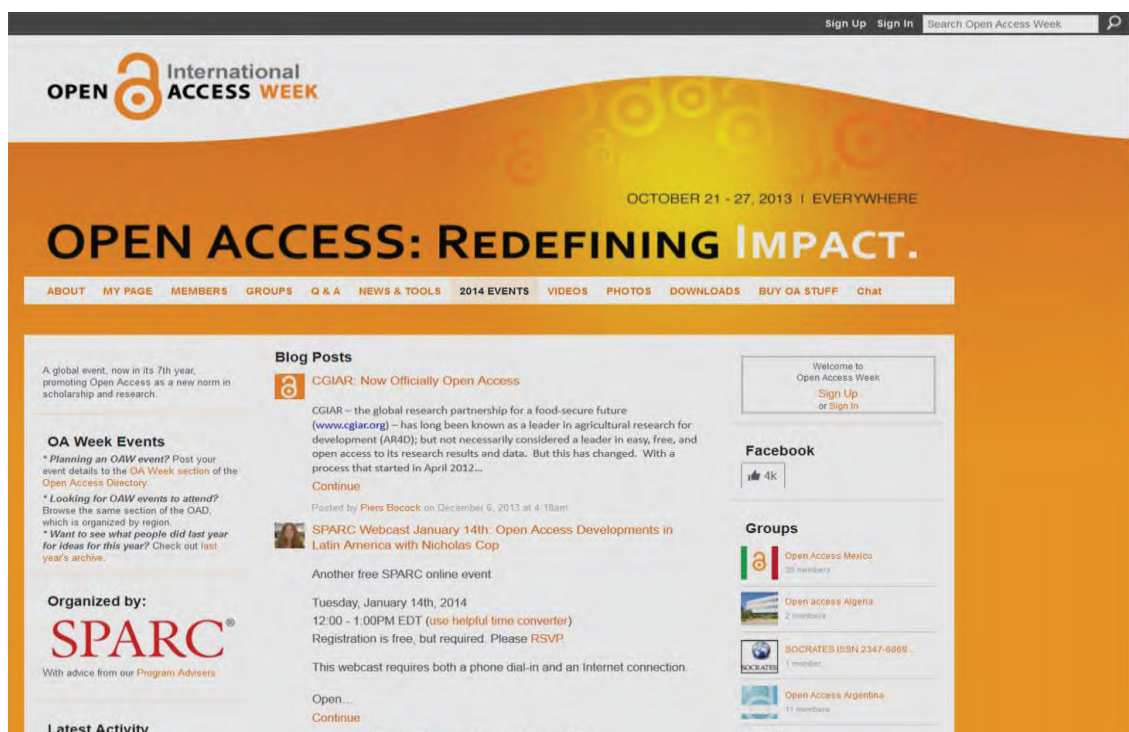 Sign Up Sign In Search Open Access Week
OPEN International
ACCESS WEEK
OCTOBER 21 - 27, 2013 | EVERYWHERE
OPEN ACCESS: REDEFINING IMPACT.
ABOUT MY PAGE MEMBERS GROUPS Q & A NEWS & TOOLS 2014 EVENTS VIDEOS PHOTOS DOWNLOADS BUY OA STUFF Chat
A global event, now in its 7th year,
promoting Open Access as a new norm in
scholarship and research.
OA Week Events
* Planning an OAW event? Post your
event details to the OA Week section of the
Open Access Directory.
* Looking for OAW events to attend?
Browse the same section of the OAD,
which is organized by region.
* Want to see what people did last year
for ideas for this year? Check out last
year's archive.
Organized by:
SPARC®
With advice from our Program Advisers
Latest Activity
Blog Posts
CGIAR: Now Officially Open Access
CGIAR – the global research partnership for a food-secure future
(www.cgiar.org) – has long been known as a leader in agricultural research for
development (AR4D); but not necessarily considered a leader in easy, free, and
open access to its research results and data. But this has changed. With a
process that started in April 2012...
Continue
Posted by Piers Bocock on December 6, 2013 at 4:18am
SPARC Webcast January 14th: Open Access Developments in
Latin America with Nicholas Cop
Another free SPARC online event
Tuesday, January 14th, 2014
12:00 - 1:00PM EDT (use helpful time converter)
Registration is free, but required. Please RSVP.
This webcast requires both a phone dial-in and an Internet connection.
Open...
Continue
Welcome to
Open Access Week
Sign Up
or Sign In
Facebook
4k
Groups
Open Access Mexico
29 members
Open access Algeria
2 members
SOCRATES
SOCRATES ISSN 2347-6869...
1 member
Open Access Argentina
11 members